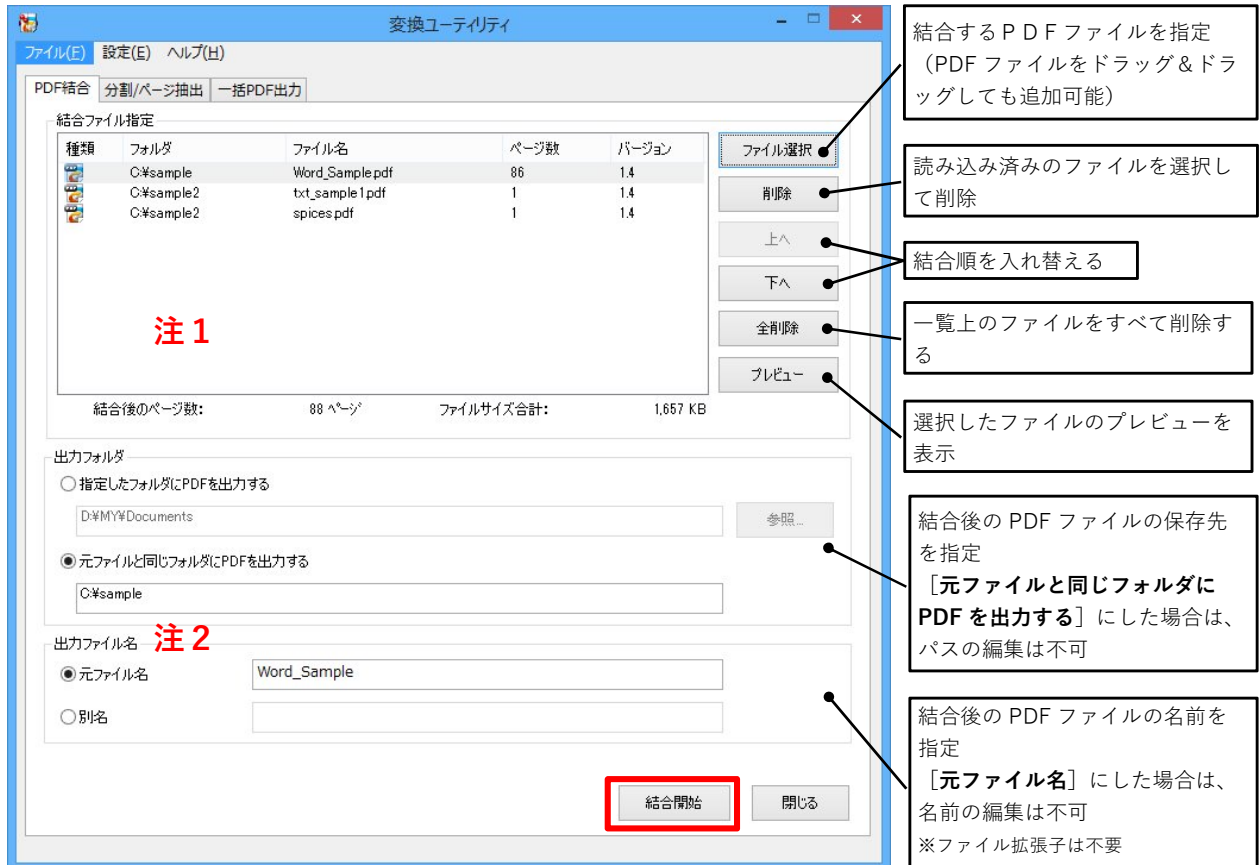 変換ユーティリティ
ファイル(F) 設定(E) ヘルプ(H)
PDF結合 分割/ページ抽出 一括PDF出力
結合ファイル指定
種類 フォルダ ファイル名 ページ数 バージョン
C:¥sample Word_Sample.pdf 86 1.4
C:¥sample2 txt_sample1.pdf 1 1.4
C:¥sample2 spices.pdf 1 1.4
注1
結合後のページ数: 88 ページ ファイルサイズ合計: 1,657 KB
ファイル選択
削除
上へ
下へ
全削除
プレビュー
出力フォルダ
指定したフォルダにPDFを出力する
D:¥MY¥Documents
参照...
元ファイルと同じフォルダにPDFを出力する
C:¥sample
出力ファイル名 注2
元ファイル名 Word_Sample
別名
結合開始 閉じる
結合するＰＤＦファイルを指定
（PDF ファイルをドラッグ＆ドラ
ッグしても追加可能）
読み込み済みのファイルを選択し
て削除
結合順を入れ替える
一覧上のファイルをすべて削除す
る
選択したファイルのプレビューを
表示
結合後の PDF ファイルの保存先
を指定
［元ファイルと同じフォルダに
PDF を出力する］にした場合は、
パスの編集は不可
結合後の PDF ファイルの名前を
指定
［元ファイル名］にした場合は、
名前の編集は不可
※ファイル拡張子は不要